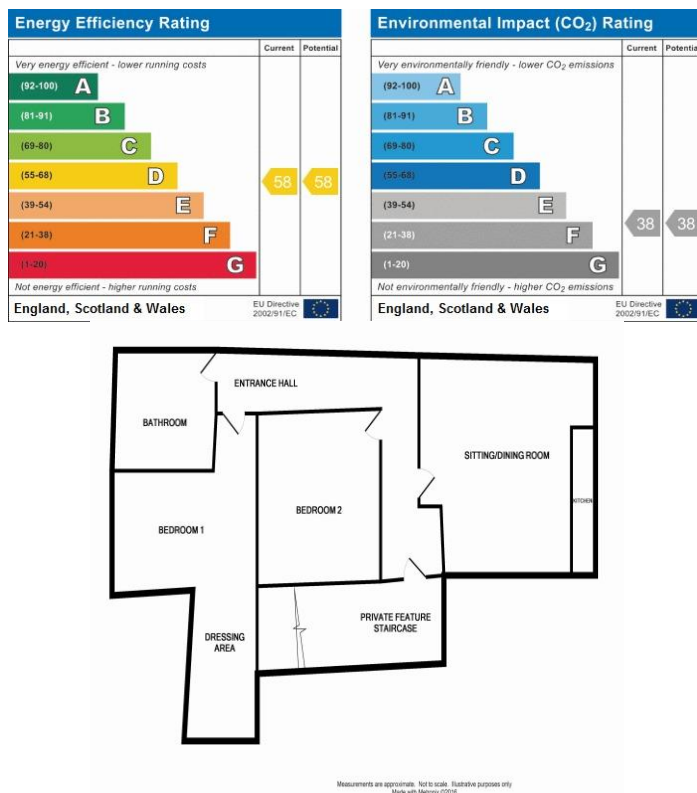 Energy Efficiency Rating
Current Potential
Very energy efficient - lower running costs
(92-100) A
(81-91) B
(69-80) C
(55-68) D
58 58
(39-54) E
(21-38) F
(1-20) G
Not energy efficient - higher running costs
England, Scotland & Wales
EU Directive
2002/91/EC
Environmental Impact (CO₂) Rating
Current Potential
Very environmentally friendly - lower CO₂ emissions
(92-100) A
(81-91) B
(69-80) C
(55-68) D
(39-54) E
38 38
(21-38) F
(1-20) G
Not environmentally friendly - higher CO₂ emissions
England, Scotland & Wales
EU Directive
2002/91/EC
ENTRANCE HALL
BATHROOM
SITTING/DINING ROOM
KITCHEN
BEDROOM 2
BEDROOM 1
PRIVATE FEATURE
STAIRCASE
DRESSING
AREA
Measurements are approximate. Not to scale. Illustrative purposes only
Made with Metropix ©2016